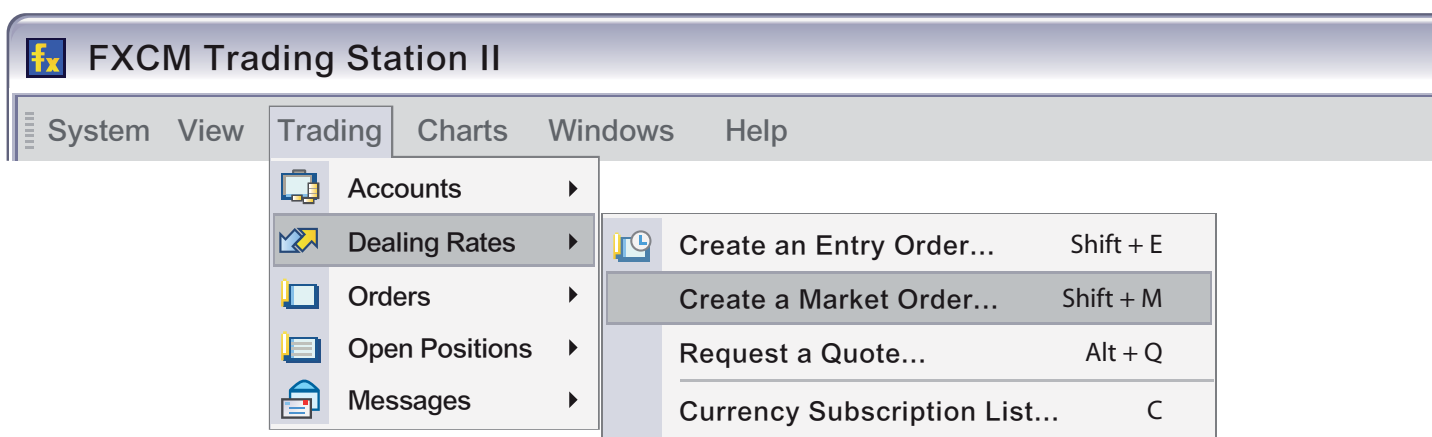 fx FXCM Trading Station II
System View Trading Charts Windows Help
Accounts
Dealing Rates
Orders
Open Positions
Messages
Create an Entry Order... Shift + E
Create a Market Order... Shift + M
Request a Quote... Alt + Q
Currency Subscription List... C